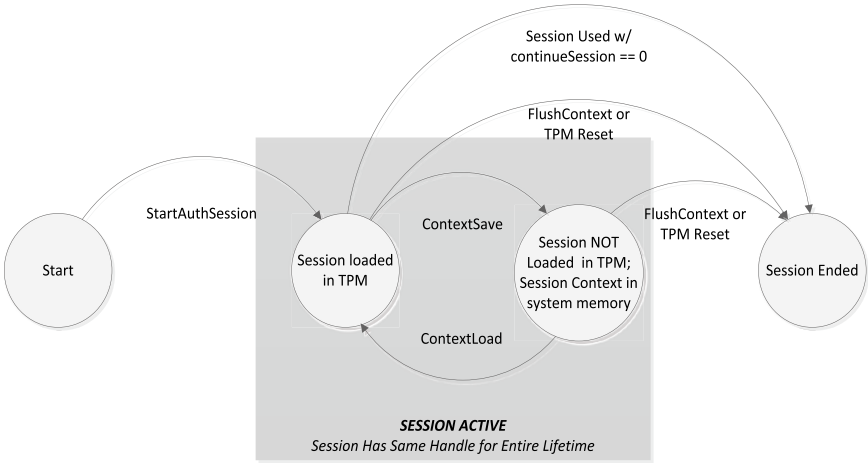 Session Used w/
continueSession == 0
FlushContext or
TPM Reset
StartAuthSession
ContextSave
FlushContext or
TPM Reset
Start
Session loaded
in TPM
Session NOT
Loaded in TPM;
Session Context in
system memory
Session Ended
ContextLoad
SESSION ACTIVE
Session Has Same Handle for Entire Lifetime